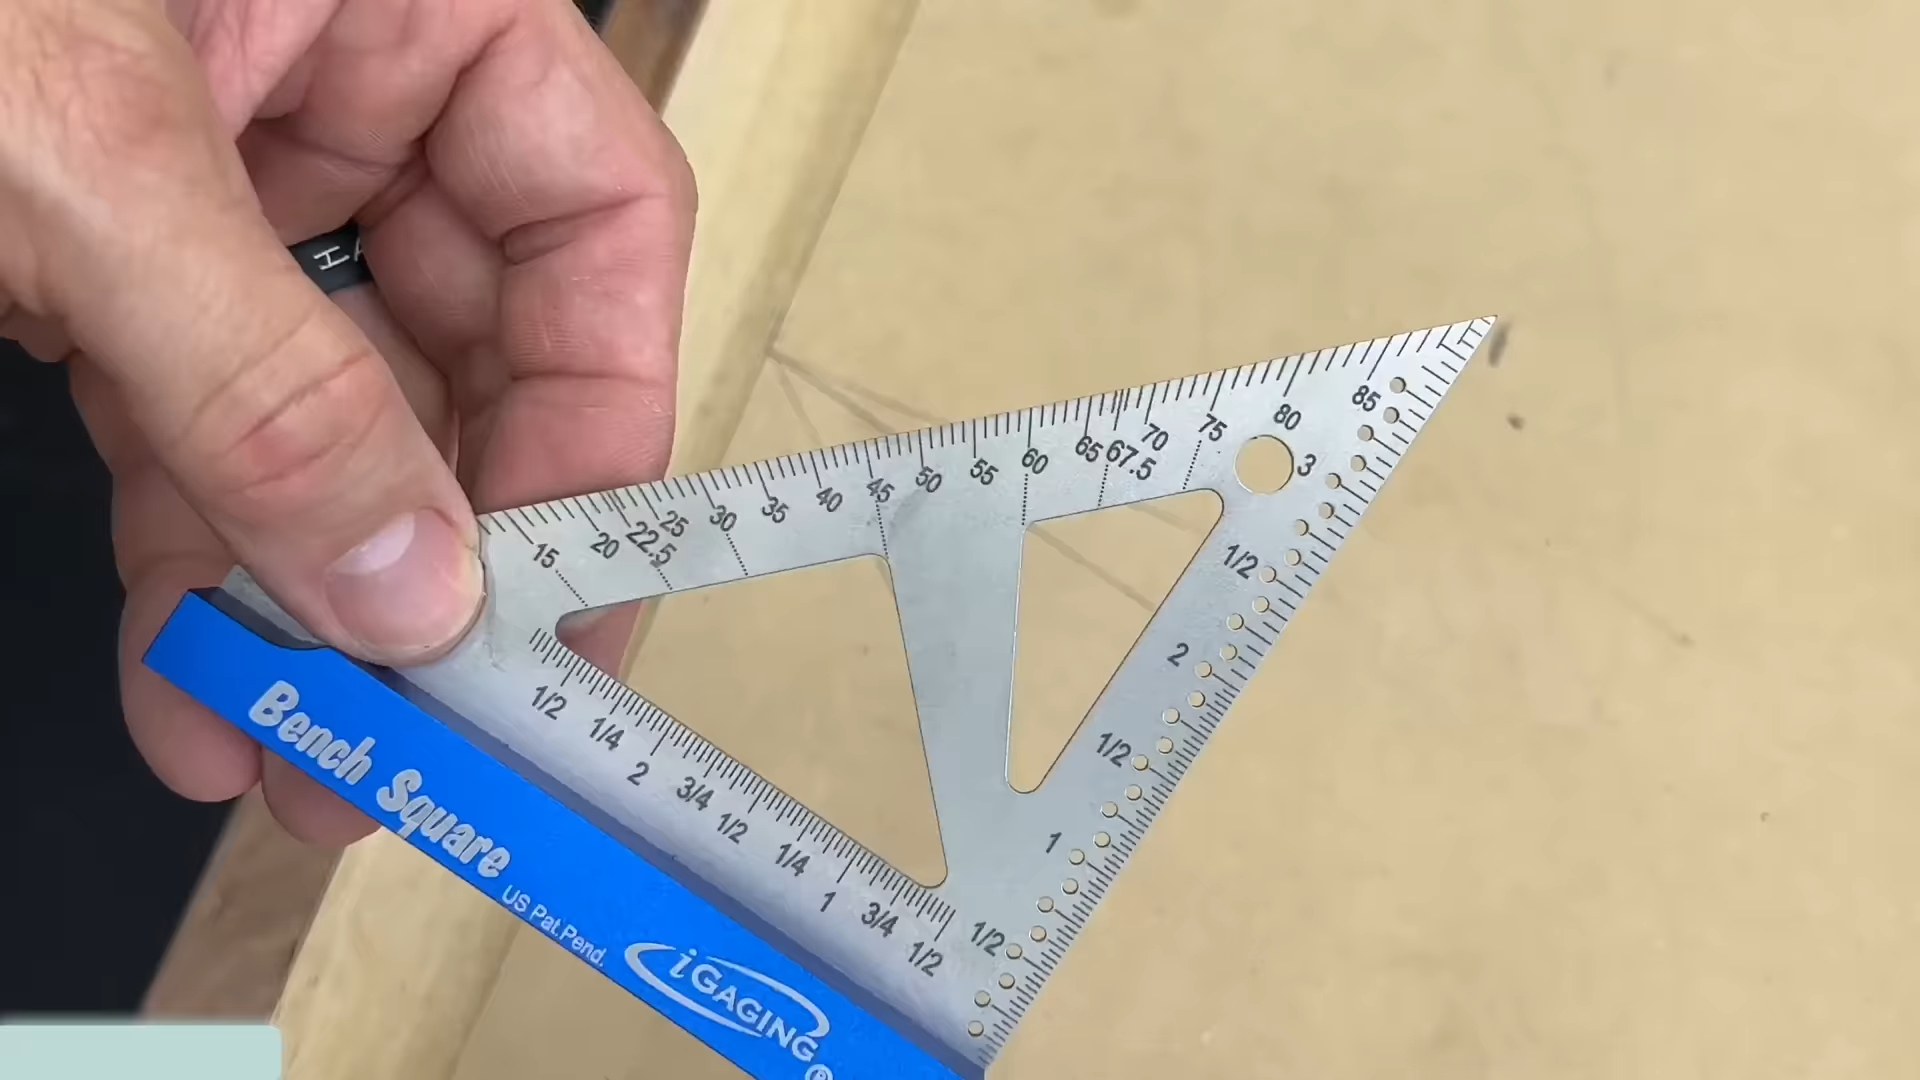 HA
15 20 22.5 25 30 35 40 45 50 55 60 65 67.5 70 75 80 85
3
1/2
2
1/2
1
1/2
1/2 1/4 2 3/4 1/2 1/4 1 3/4 1/2
Bench Square
US Pat.Pend.
iGAGING®